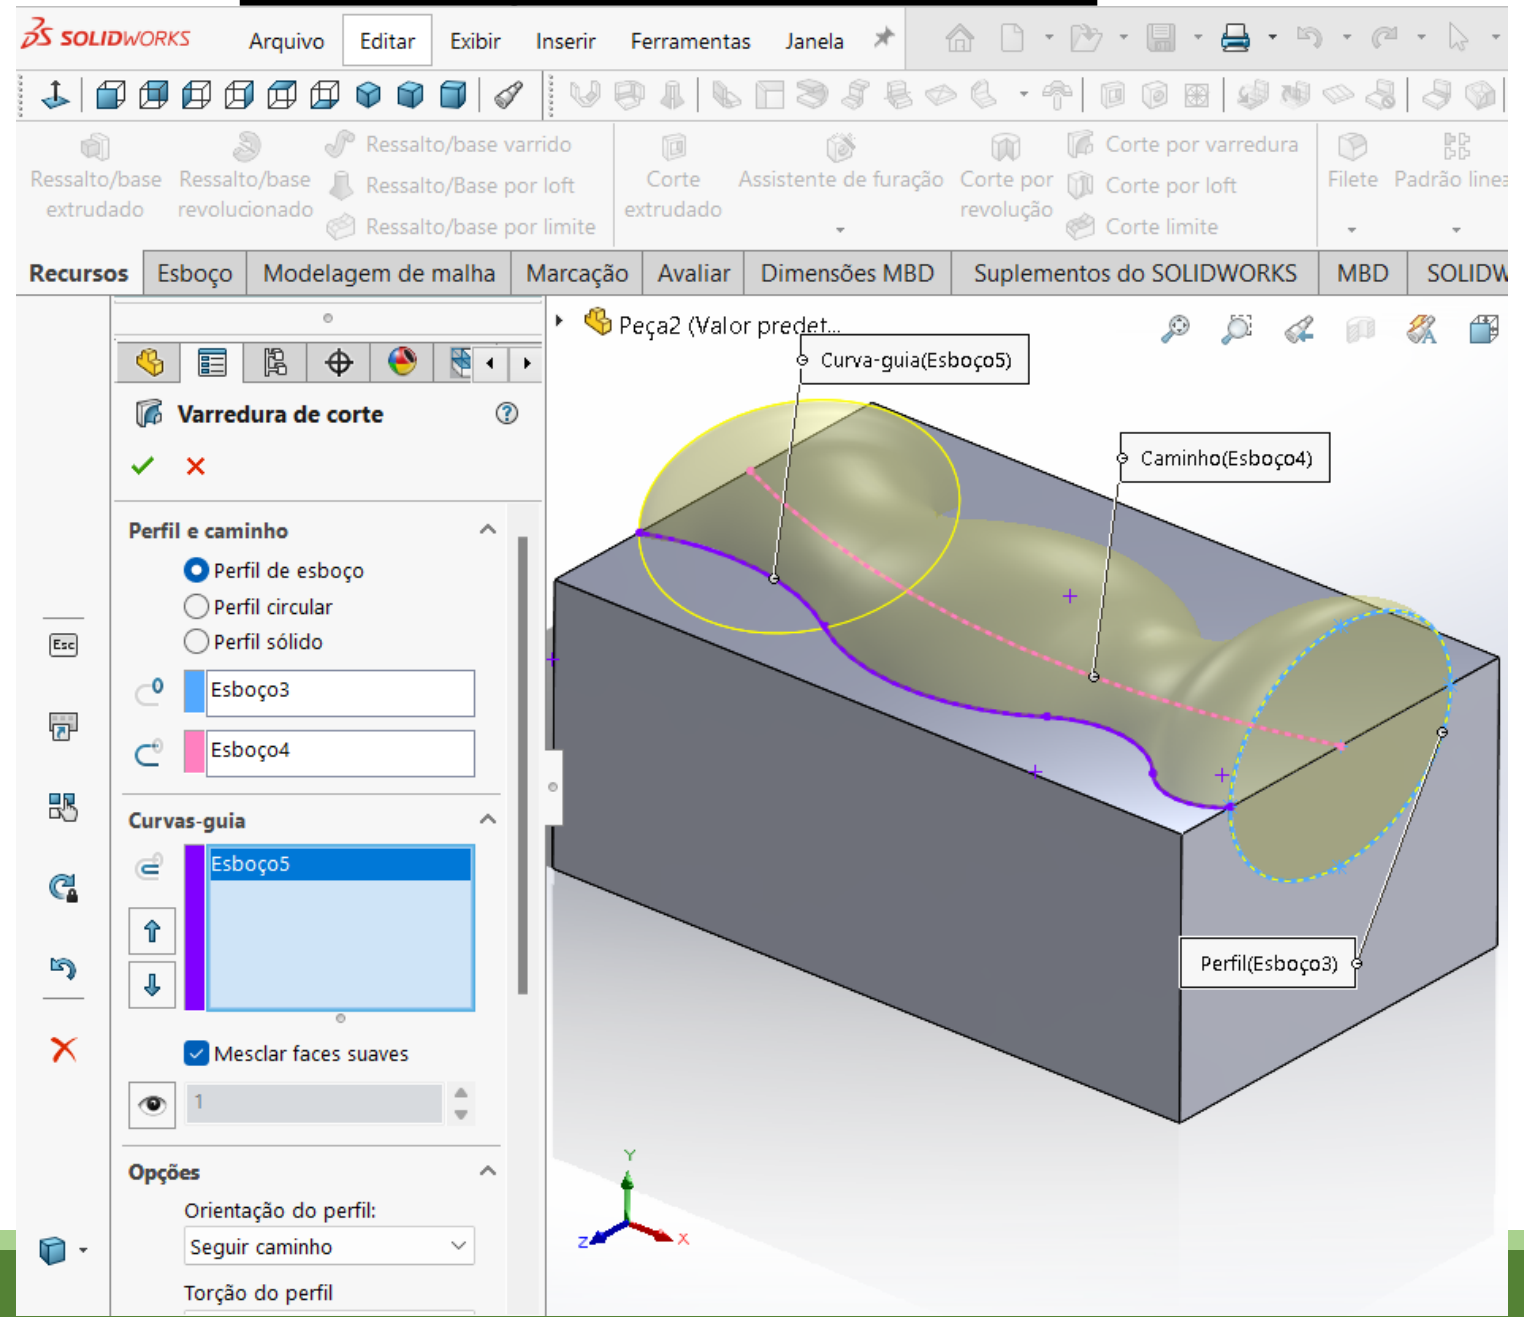 SOLIDWORKS Arquivo Editar Exibir Inserir Ferramentas Janela
Ressalto/base extrudado
Ressalto/base revolucionado
Ressalto/base varrido
Ressalto/Base por loft
Ressalto/base por limite
Corte extrudado
Assistente de furação
Corte por revolução
Corte por varredura
Corte por loft
Corte limite
Filete
Padrão linea
Recursos Esboço Modelagem de malha Marcação Avaliar Dimensões MBD Suplementos do SOLIDWORKS MBD SOLIDW
Peça2 (Valor predet...
Curva-guia(Esboço5)
Caminho(Esboço4)
Perfil(Esboço3)
Varredura de corte
Perfil e caminho
Perfil de esboço
Perfil circular
Perfil sólido
Esc
Esboço3
Esboço4
Curvas-guia
Esboço5
Mesclar faces suaves
1
Opções
Orientação do perfil:
Seguir caminho
Torção do perfil
Y
Z
X